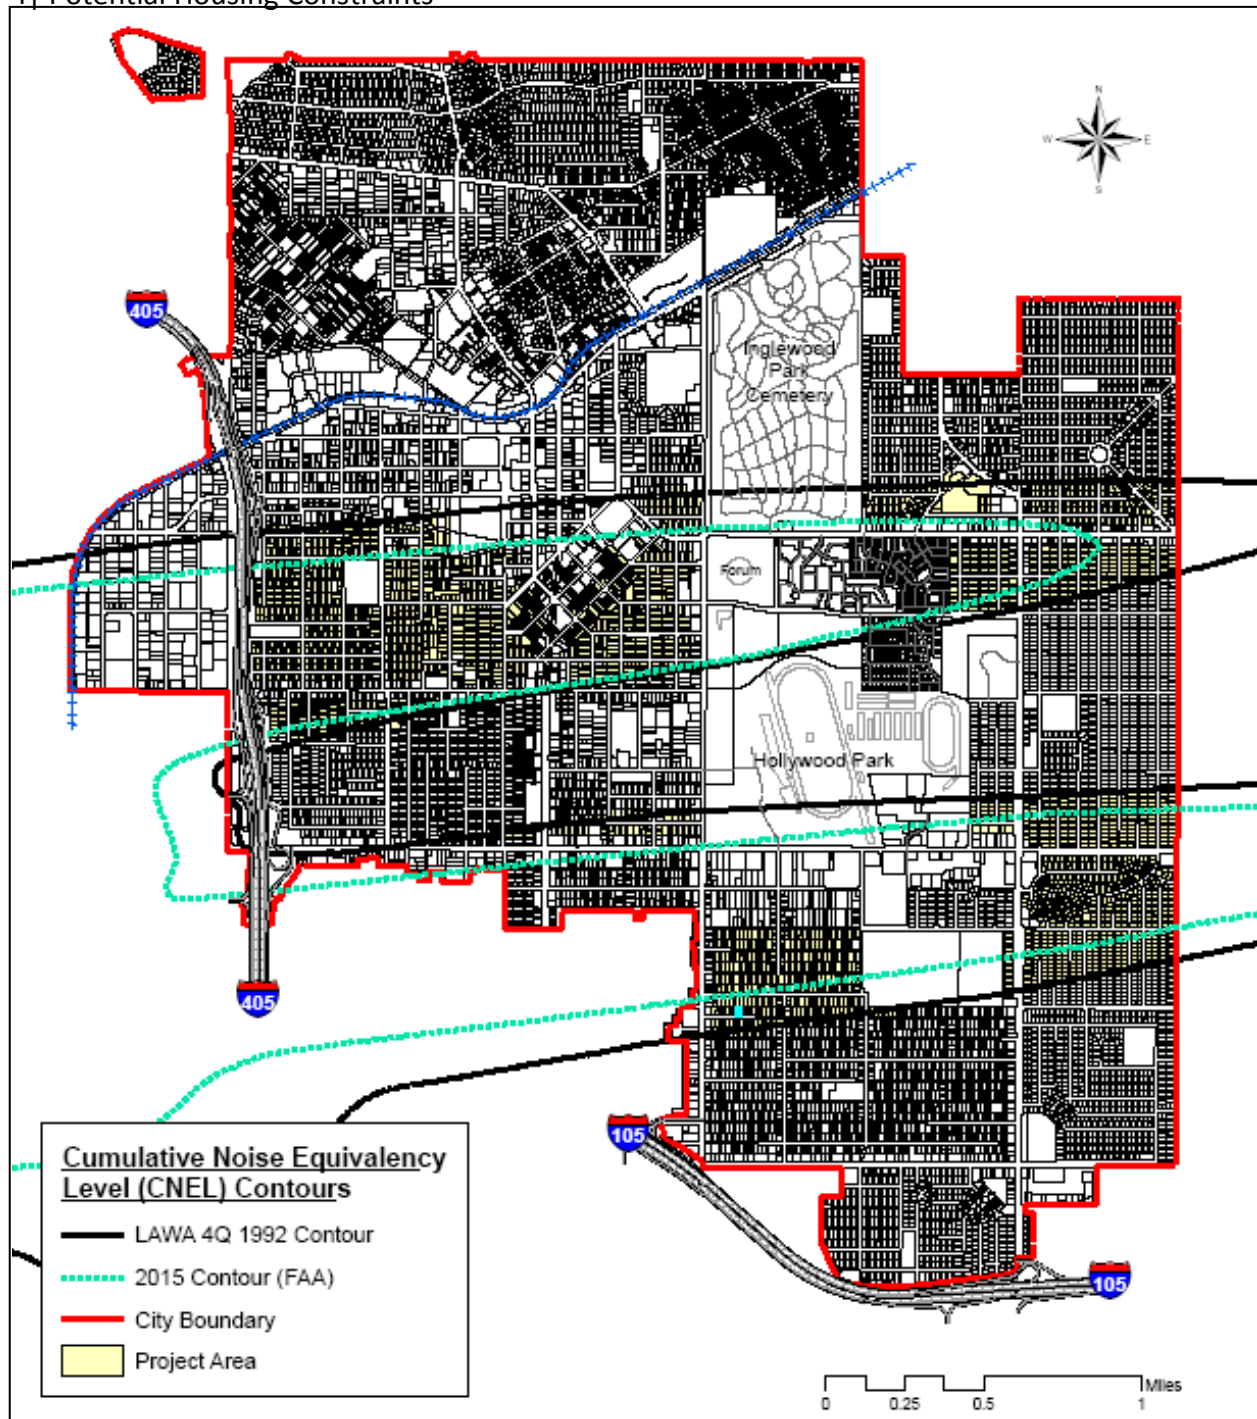 Potential Housing Constraints
N
W
E
S
405
Inglewood
Park
Cemetery
Forum
Hollywood Park
405
105
105
Cumulative Noise Equivalency
Level (CNEL) Contours
LAWA 4Q 1992 Contour
2015 Contour (FAA)
City Boundary
Project Area
Miles
0 0.25 0.5 1